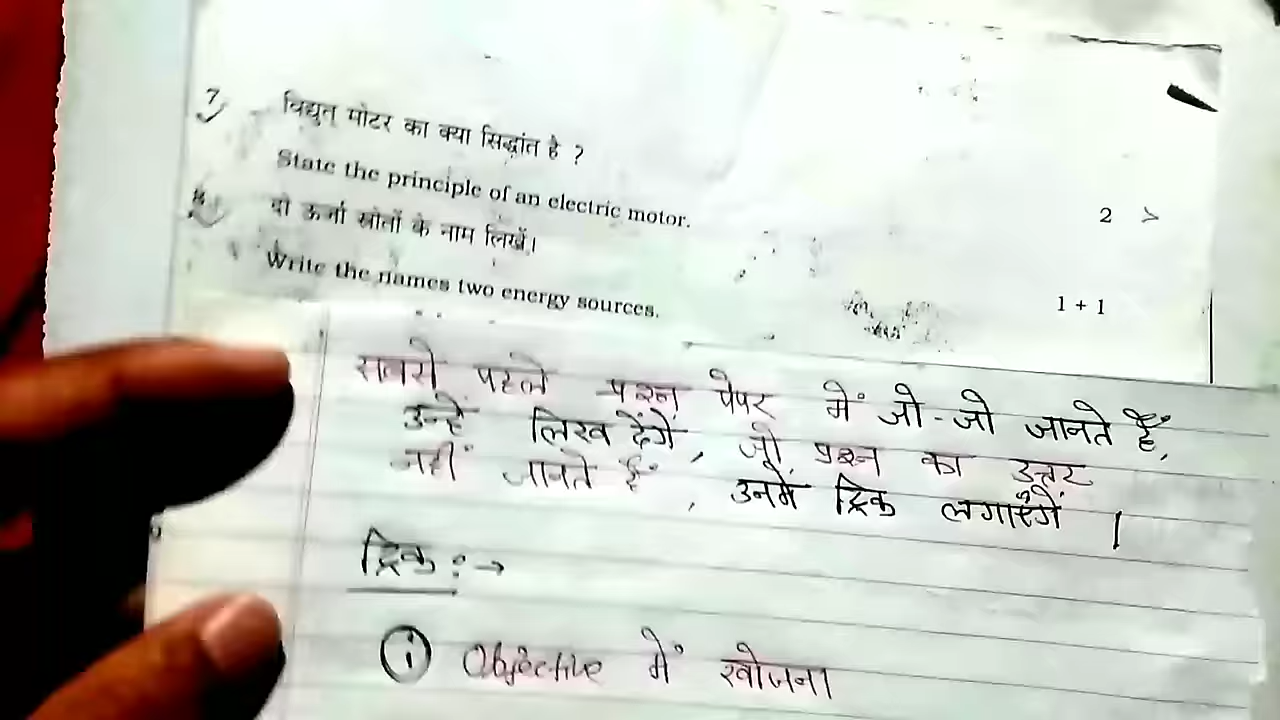 7
विद्युत् मोटर का क्या सिद्धांत है ?
State the principle of an electric motor.
2
8
दो ऊर्जा स्रोतों के नाम लिखें।
Write the names two energy sources.
1 + 1
सबसे पहले प्रश्न पेपर में जो-जो जानते हैं,
उन्हें लिख देंगें, जो प्रश्न का उत्तर
नहीं जानते हैं, उनमें ट्रिक लगाएँगें ।
ट्रिक :→
(i) Objective में खोजना